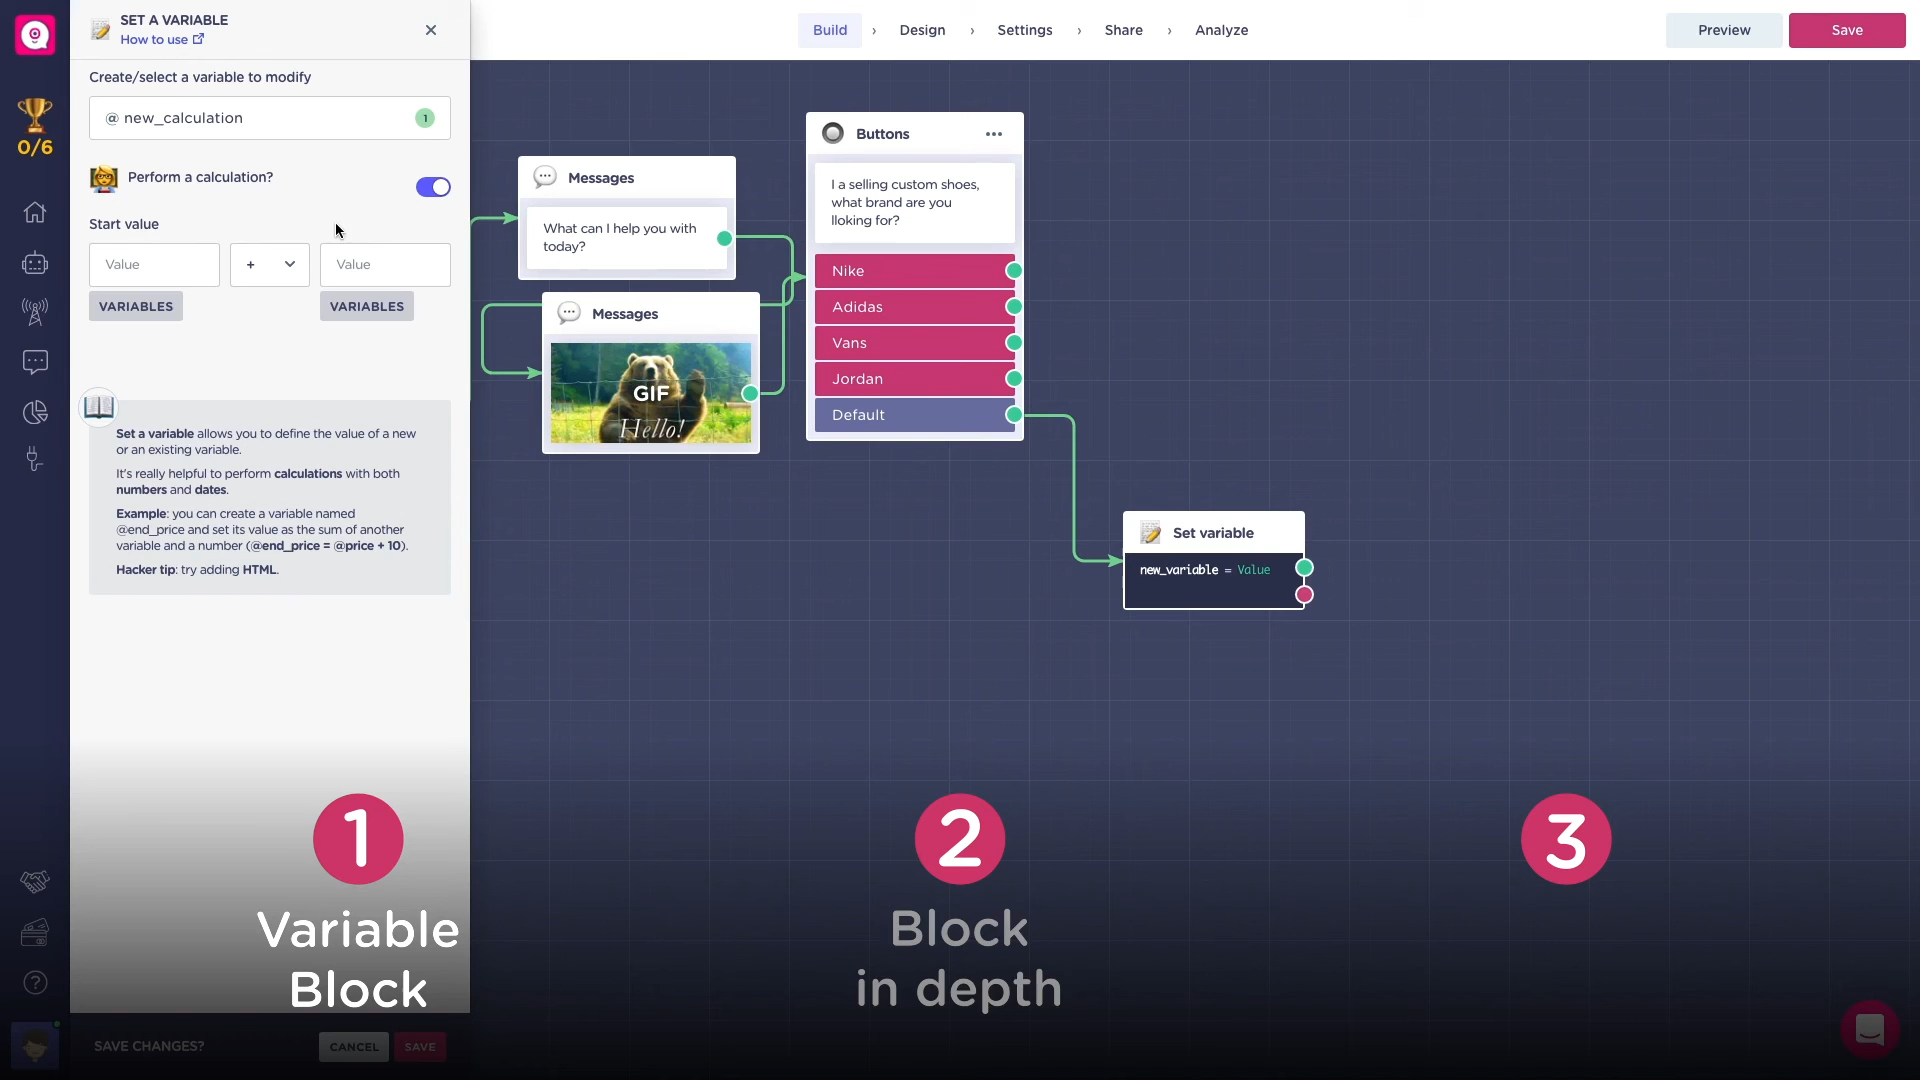 SET A VARIABLE
How to use
Create/select a variable to modify
@ new_calculation
1
0/6
Perform a calculation?
Start value
Value
+
Value
VARIABLES
VARIABLES
Set a variable allows you to define the value of a new
or an existing variable.
It's really helpful to perform calculations with both
numbers and dates.
Example: you can create a variable named
@end_price and set its value as the sum of another
variable and a number (@end_price = @price + 10).
Hacker tip: try adding HTML.
SAVE CHANGES?
CANCEL
SAVE
Build
Design
Settings
Share
Analyze
Preview
Save
Messages
What can I help you with
today?
Messages
GIF
Hello!
Buttons
I a selling custom shoes,
what brand are you
lloking for?
Nike
Adidas
Vans
Jordan
Default
Set variable
new_variable = Value
1
Variable
Block
2
Block
in depth
3